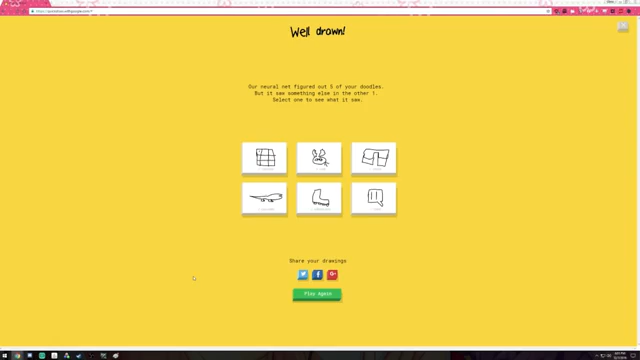 Well drawn!
Our neural net figured out 5 of your doodles.
But it saw something else in the other 1.
Select one to see what it saw.
Share your drawings
Play Again